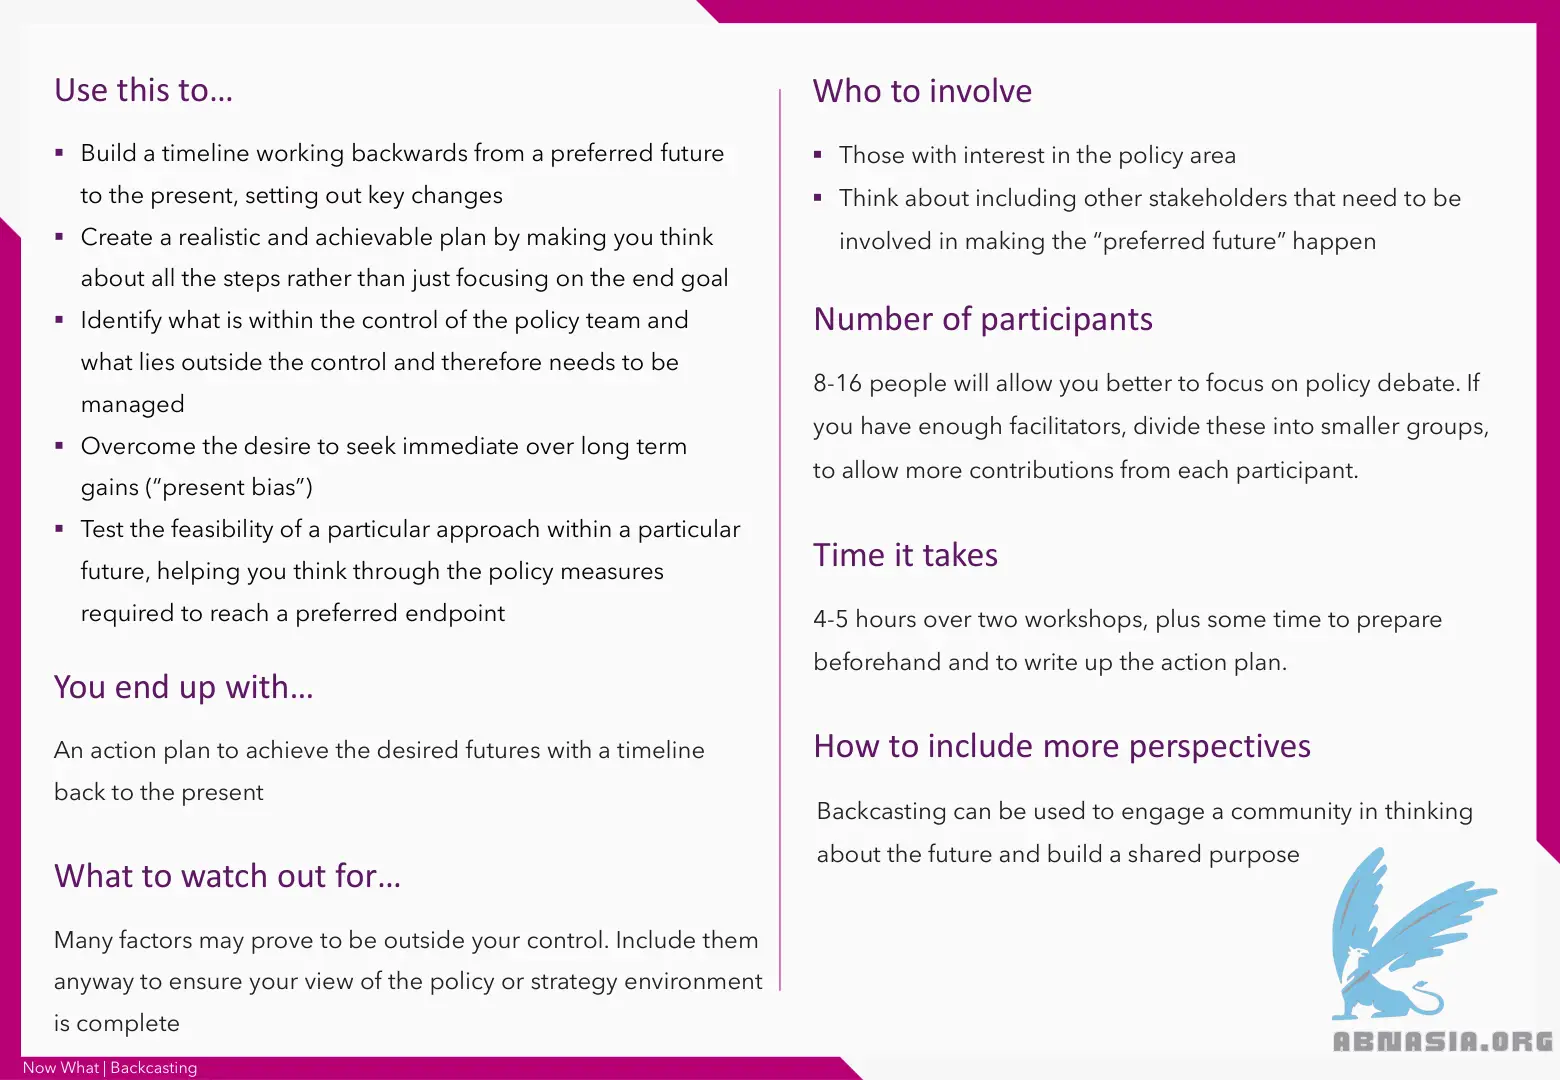 Use this to…
▪ Build a timeline working backwards from a preferred future
to the present, setting out key changes
▪ Create a realistic and achievable plan by making you think
about all the steps rather than just focusing on the end goal
▪ Identify what is within the control of the policy team and
what lies outside the control and therefore needs to be
managed
▪ Overcome the desire to seek immediate over long term
gains (“present bias”)
▪ Test the feasibility of a particular approach within a particular
future, helping you think through the policy measures
required to reach a preferred endpoint
You end up with…
An action plan to achieve the desired futures with a timeline
back to the present
What to watch out for…
Many factors may prove to be outside your control. Include them
anyway to ensure your view of the policy or strategy environment
is complete
Who to involve
▪ Those with interest in the policy area
▪ Think about including other stakeholders that need to be
involved in making the “preferred future” happen
Number of participants
8-16 people will allow you better to focus on policy debate. If
you have enough facilitators, divide these into smaller groups,
to allow more contributions from each participant.
Time it takes
4-5 hours over two workshops, plus some time to prepare
beforehand and to write up the action plan.
How to include more perspectives
Backcasting can be used to engage a community in thinking
about the future and build a shared purpose
ABNASIA.ORG
Now What | Backcasting